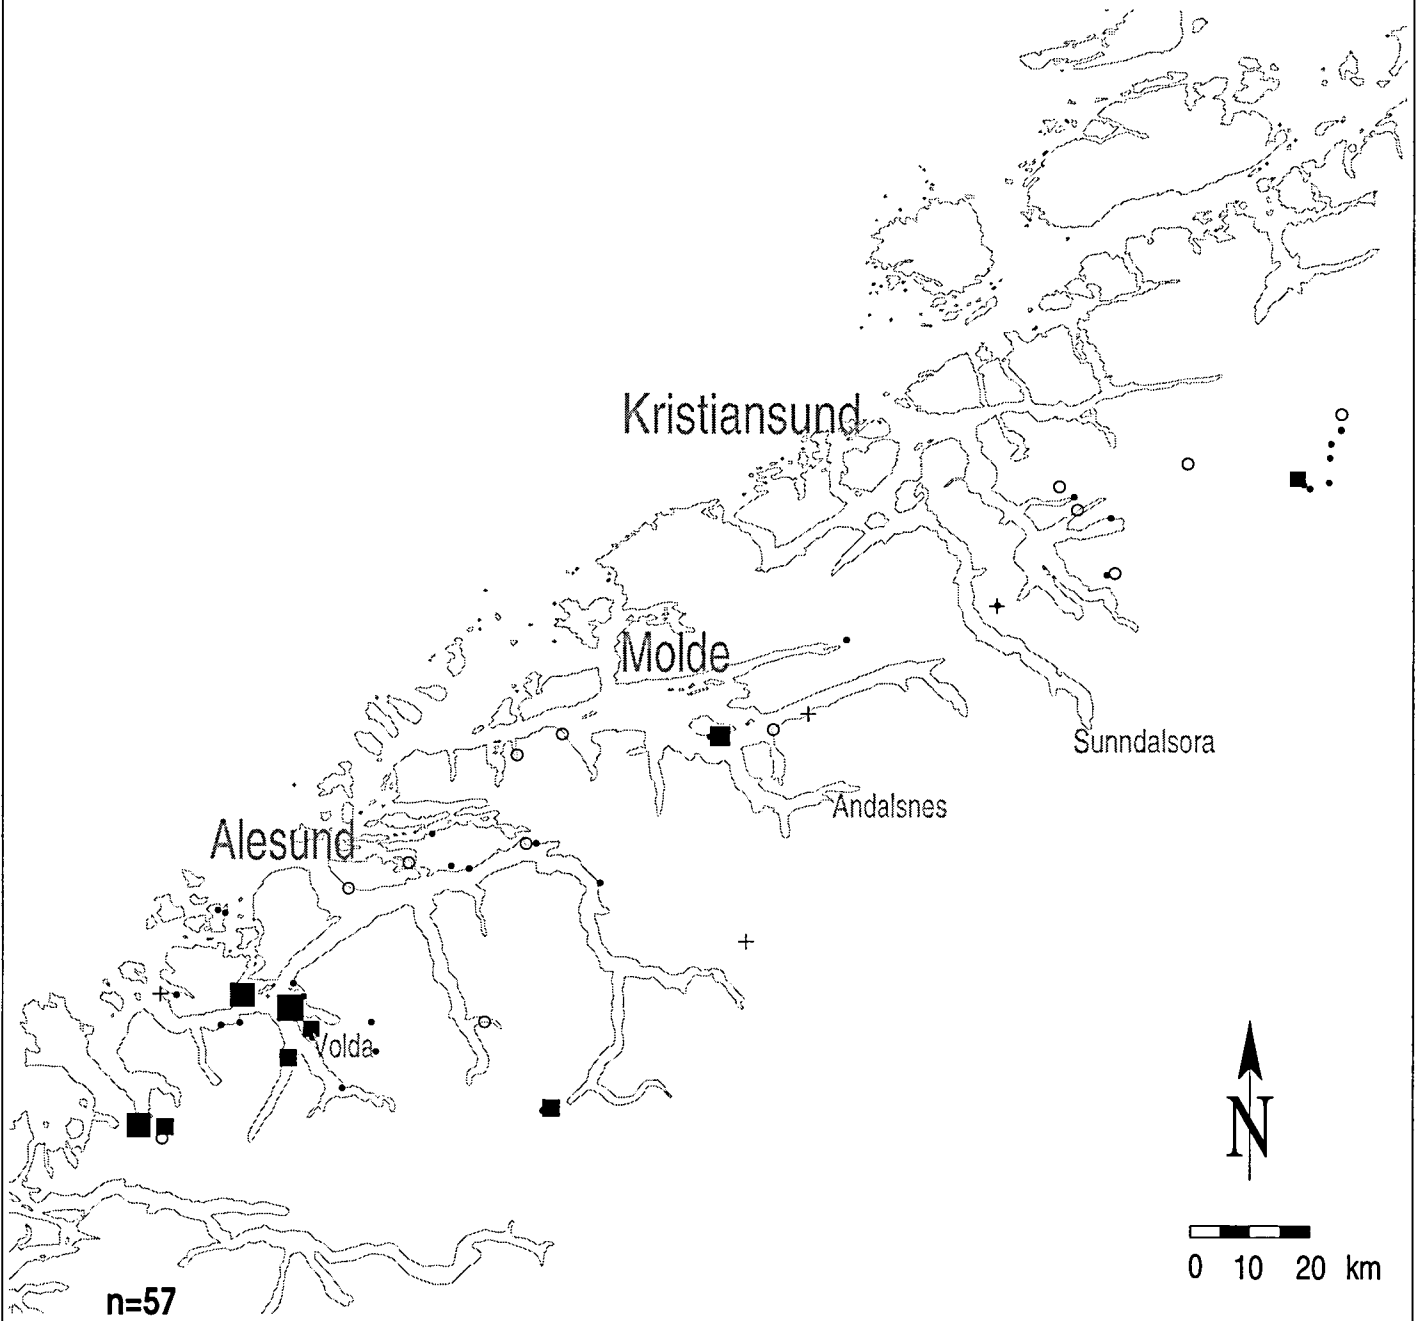 Kristiansund
Molde
Sunndalsora
Andalsnes
Alesund
Volda
N
0 10 20 km
n=57